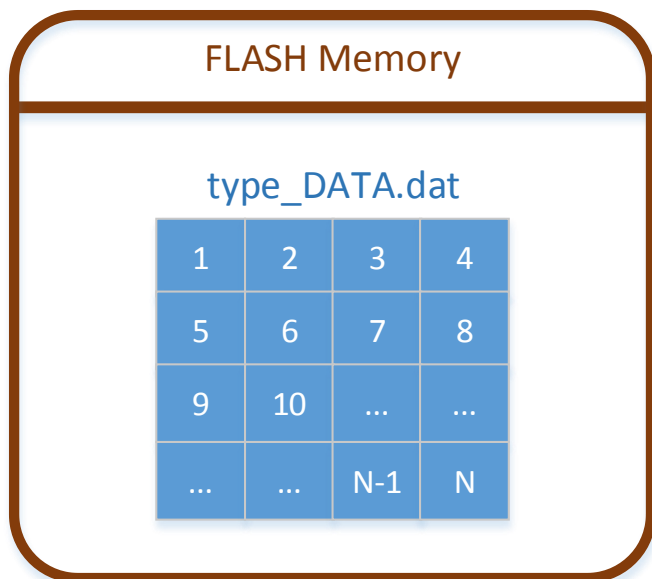 FLASH Memory
type_DATA.dat
1 2 3 4
5 6 7 8
9 10 ... ...
... ... N-1 N